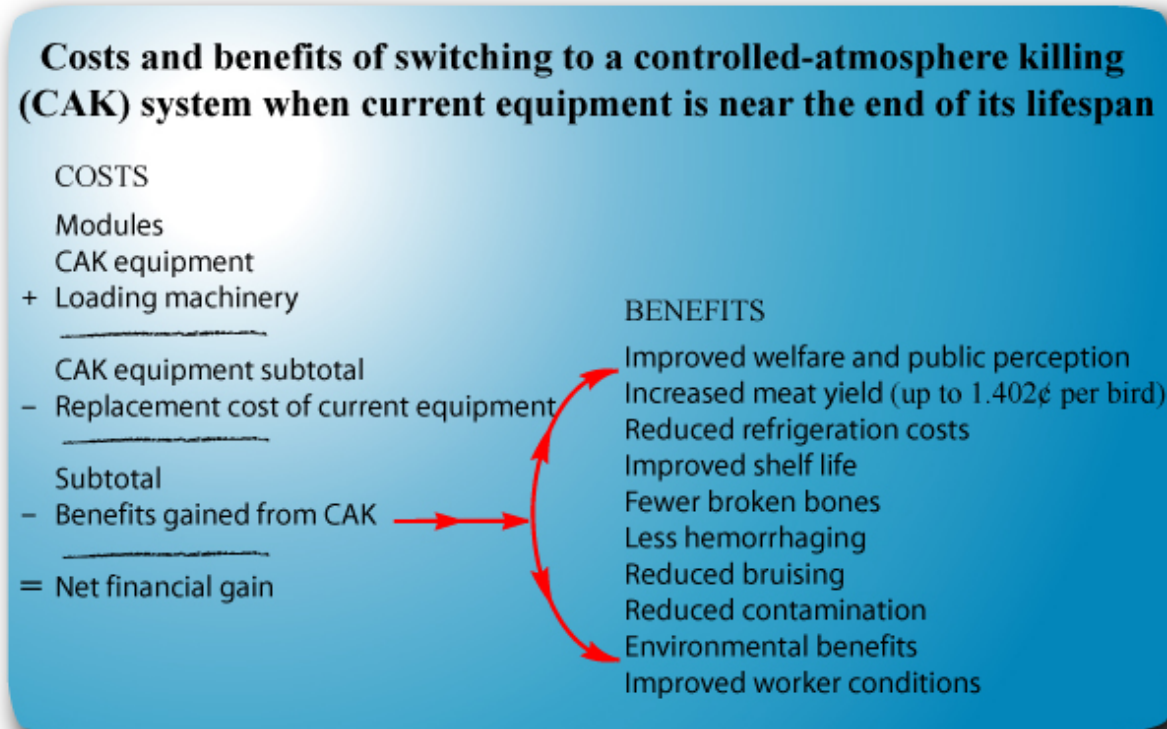 Costs and benefits of switching to a controlled-atmosphere killing
(CAK) system when current equipment is near the end of its lifespan
COSTS
Modules
CAK equipment
+ Loading machinery
CAK equipment subtotal
– Replacement cost of current equipment
Subtotal
– Benefits gained from CAK
= Net financial gain
BENEFITS
Improved welfare and public perception
Increased meat yield (up to 1.402¢ per bird)
Reduced refrigeration costs
Improved shelf life
Fewer broken bones
Less hemorrhaging
Reduced bruising
Reduced contamination
Environmental benefits
Improved worker conditions